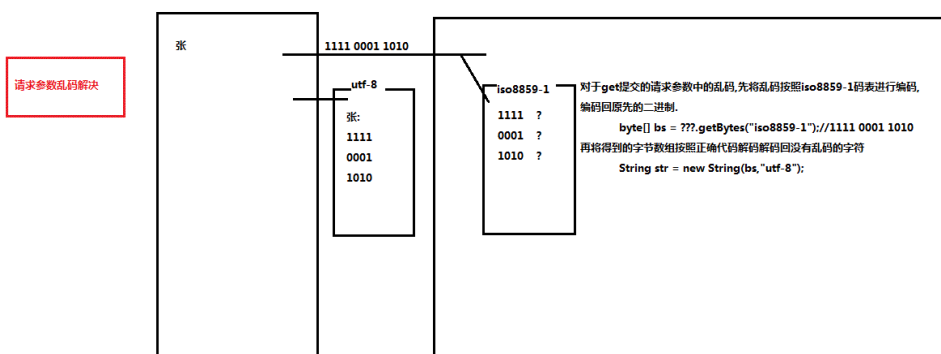 请求参数乱码解决
张
1111 0001 1010
utf-8
张:
1111
0001
1010
iso8859-1
1111 ?
0001 ?
1010 ?
对于get提交的请求参数中的乱码,先将乱码按照iso8859-1码表进行编码,
编码回原先的二进制.
byte[] bs = ???.getBytes("iso8859-1");//1111 0001 1010
再将得到的字节数组按照正确代码解码解码回没有乱码的字符
String str = new String(bs,"utf-8");